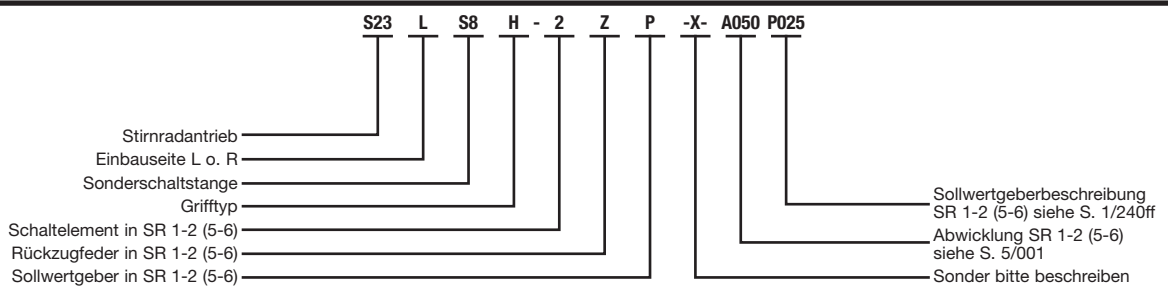 S23 L S8 H - 2 Z P -X- A050 P025
Stirnradantrieb
Einbauseite L o. R
Sonderschaltstange
Grifftyp
Schaltelement in SR 1-2 (5-6)
Rückzugfeder in SR 1-2 (5-6)
Sollwertgeber in SR 1-2 (5-6)
Sollwertgeberbeschreibung
SR 1-2 (5-6) siehe S. 1/240ff
Abwicklung SR 1-2 (5-6)
siehe S. 5/001
Sonder bitte beschreiben